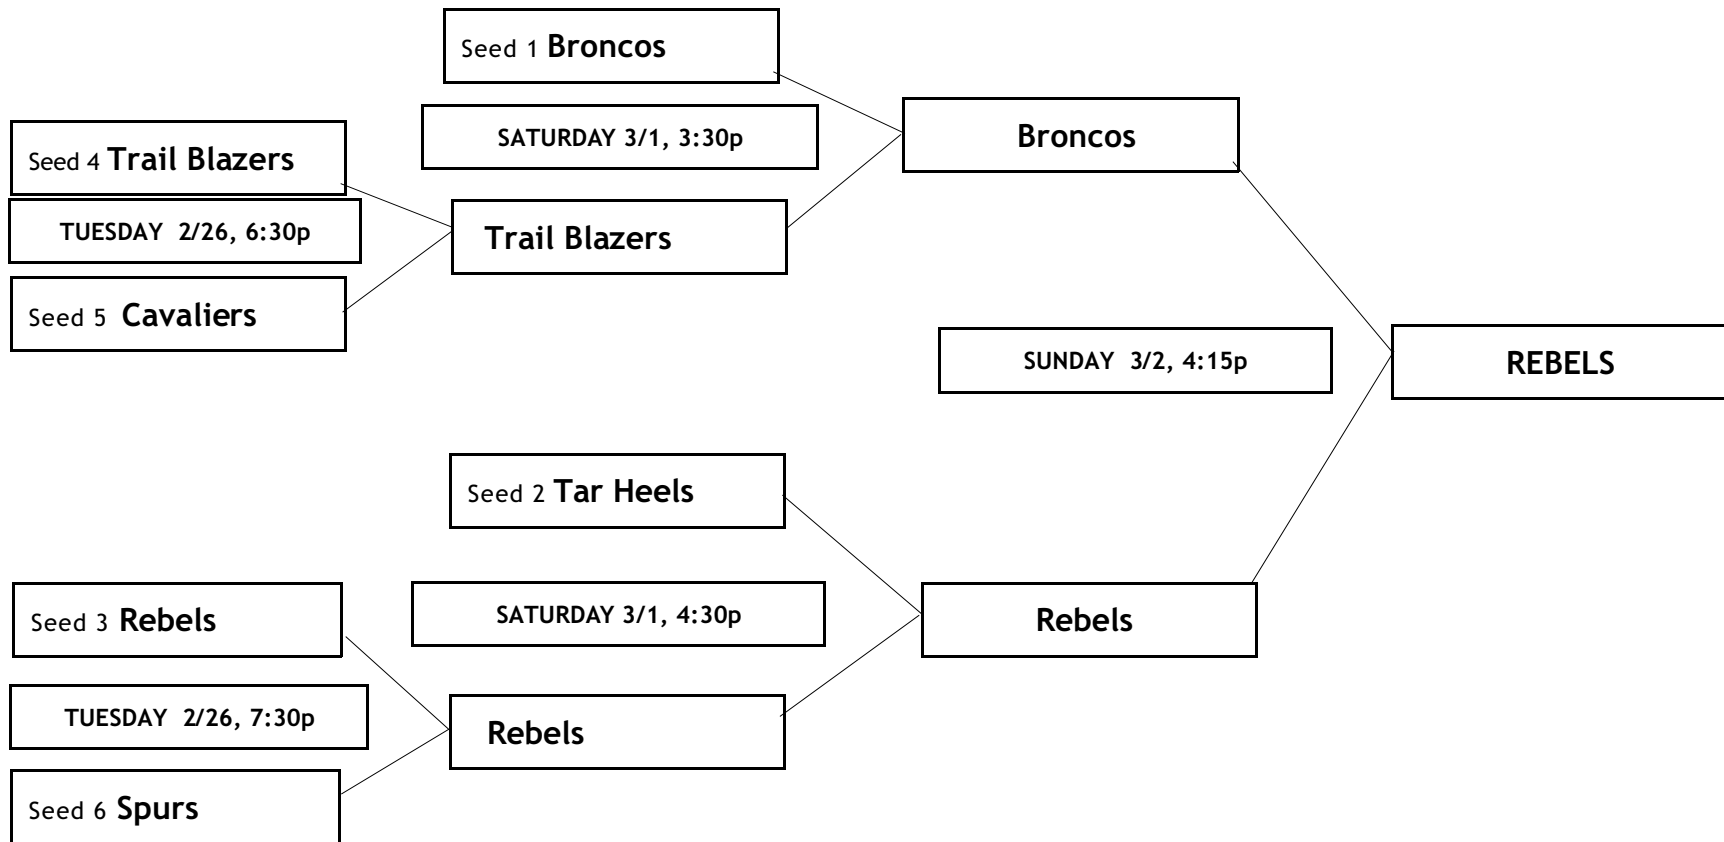 Seed 1 Broncos
SATURDAY 3/1, 3:30p
Broncos
Seed 4 Trail Blazers
TUESDAY 2/26, 6:30p
Trail Blazers
Seed 5 Cavaliers
SUNDAY 3/2, 4:15p
REBELS
Seed 2 Tar Heels
Seed 3 Rebels
SATURDAY 3/1, 4:30p
Rebels
TUESDAY 2/26, 7:30p
Rebels
Seed 6 Spurs